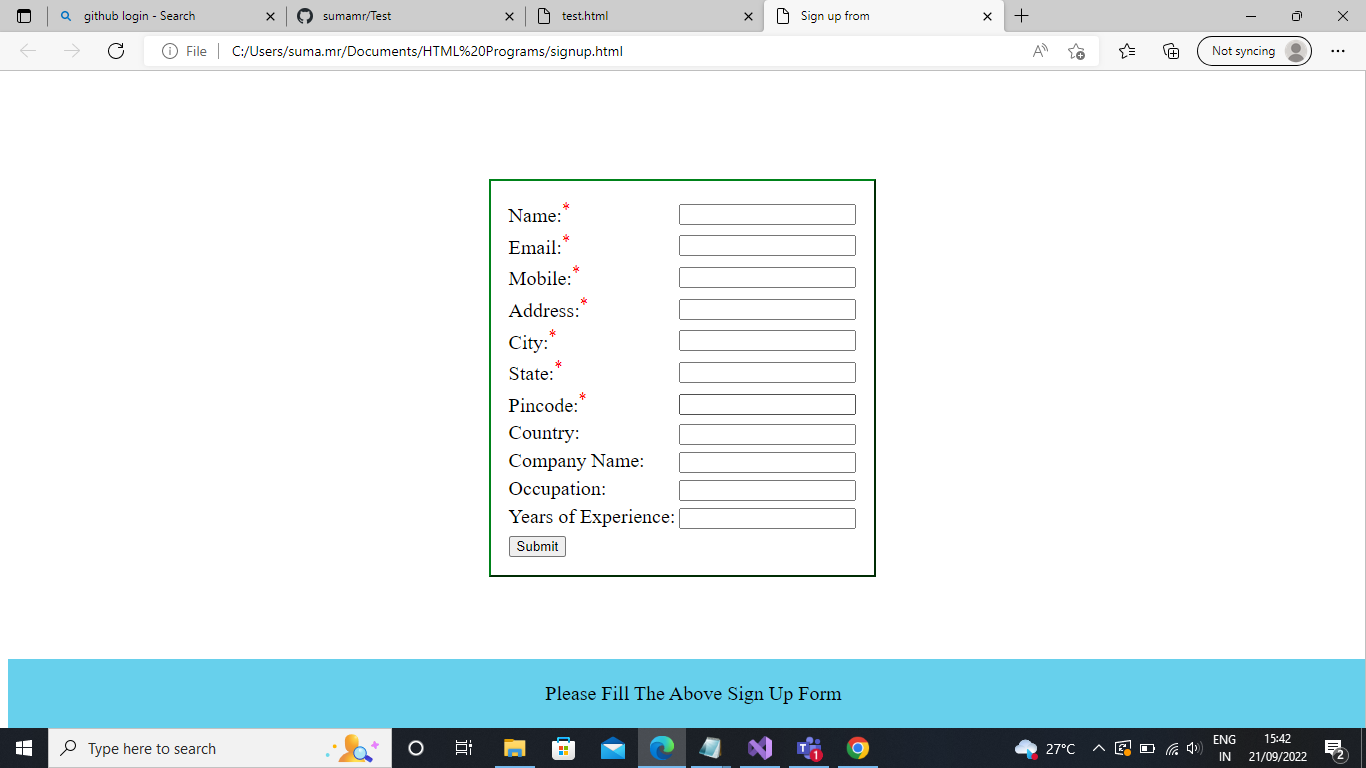 github login - Search
sumamr/Test
test.html
Sign up from
File
C:/Users/suma.mr/Documents/HTML%20Programs/signup.html
Not syncing
Name:*
Email:*
Mobile:*
Address:*
City:*
State:*
Pincode:*
Country:
Company Name:
Occupation:
Years of Experience:
Submit
Please Fill The Above Sign Up Form
Type here to search
1
27°C
ENG
IN
15:42
21/09/2022
2